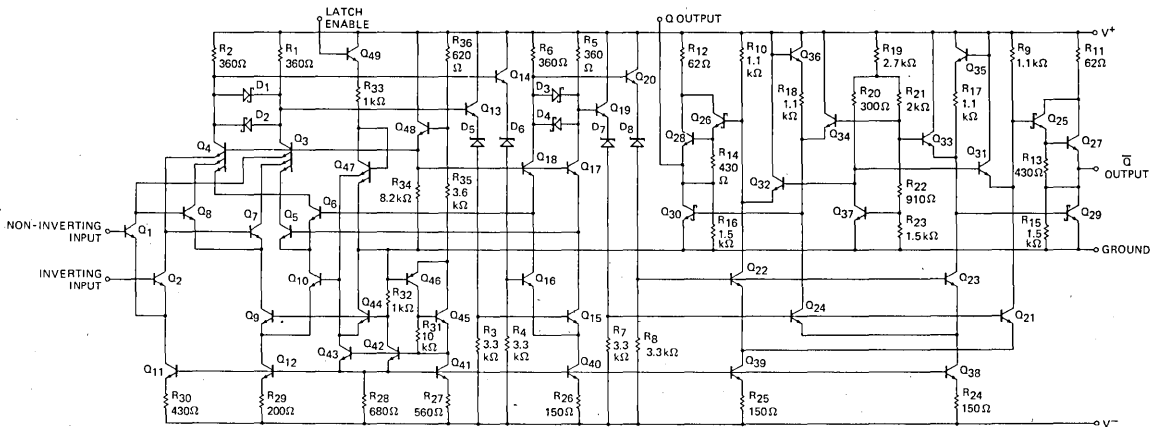 LATCH
ENABLE
Q OUTPUT
V+
R2
360Ω
R1
360Ω
Q49
R36
620
Ω
R6
360Ω
R5
360
Ω
Q14
Q20
R12
62Ω
R10
1.1
kΩ
Q36
R19
2.7kΩ
Q35
R9
1.1kΩ
R11
62Ω
D1
D2
R33
1kΩ
Q13
D3
D4
Q19
R18
1.1
kΩ
R20
300Ω
R21
2kΩ
R17
1.1
kΩ
Q4
Q3
Q48
D5
D6
D7
D8
Q28
Q26
Q34
Q33
Q25
Q27
Q47
Q18
Q17
R14
430
Ω
Q32
Q31
R13
430Ω
Q̄
OUTPUT
R34
8.2kΩ
R35
3.6
kΩ
R22
910Ω
Q8
Q7
Q6
Q5
Q30
R16
1.5
kΩ
Q37
R23
1.5kΩ
R15
1.5
kΩ
Q29
NON-INVERTING
INPUT
Q1
GROUND
INVERTING
INPUT
Q2
Q10
Q46
Q16
Q22
Q23
R32
1kΩ
Q9
Q44
R31
10
kΩ
Q45
Q15
Q24
Q21
Q43
Q42
R3
3.3
kΩ
R4
3.3
kΩ
R7
3.3
kΩ
R8
3.3kΩ
Q11
Q12
Q41
Q40
Q39
Q38
R30
430Ω
R29
200Ω
R28
680Ω
R27
560Ω
R26
150Ω
R25
150Ω
R24
150Ω
V−